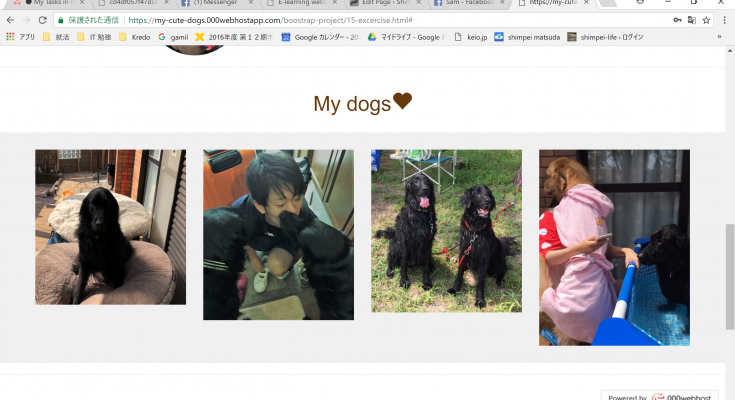 My Tasks in
cd4df057f47dc
(1) Messenger
E-learning web
Edit Page ‹ Shi
Sam - Facebook
https://my-cute
保護された通信 https://my-cute-dogs.000webhostapp.com/boostrap-project/15-excercise.html#
アプリ 就活 IT 勉強 Kredo gamil 2016年度 第１２期 Google カレンダー - 20 マイドライブ - Google keio.jp shimpei matsuda shimpei-life ‹ ログイン »
My dogs♥
Powered by 000webhost